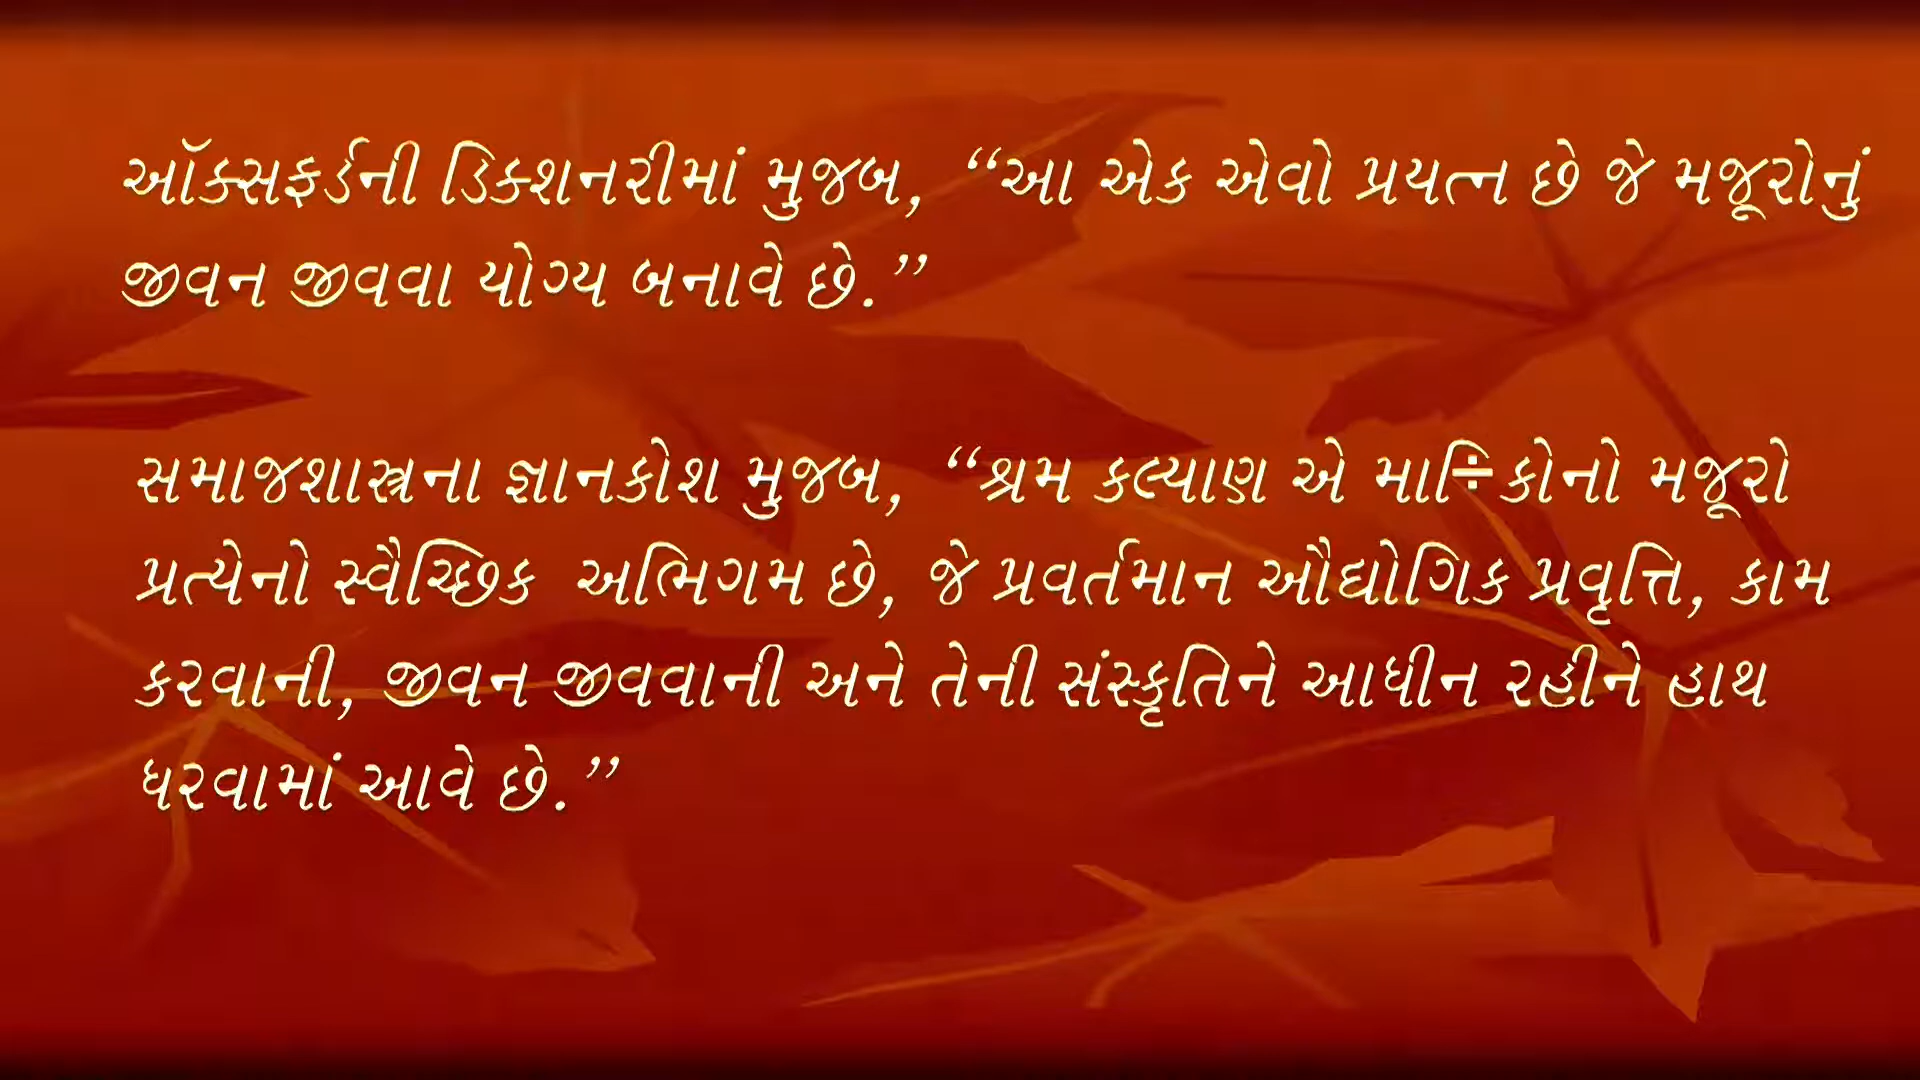 ઑક્સફર્ડની ડિક્શનરીમાં મુજબ, “આ એક એવો પ્રયત્ન છે જે મજૂરોનું
જીવન જીવવા યોગ્ય બનાવે છે.”
સમાજશાસ્ત્રના જ્ઞાનકોશ મુજબ, “શ્રમ કલ્યાણ એ માિ÷કોનો મજૂરો
પ્રત્યેનો સ્વૈચ્છિક અભિગમ છે, જે પ્રવર્તમાન ઔદ્યોગિક પ્રવૃત્તિ, કામ
કરવાની, જીવન જીવવાની અને તેની સંસ્કૃતિને આધીન રહીને હાથ
ધરવામાં આવે છે.”